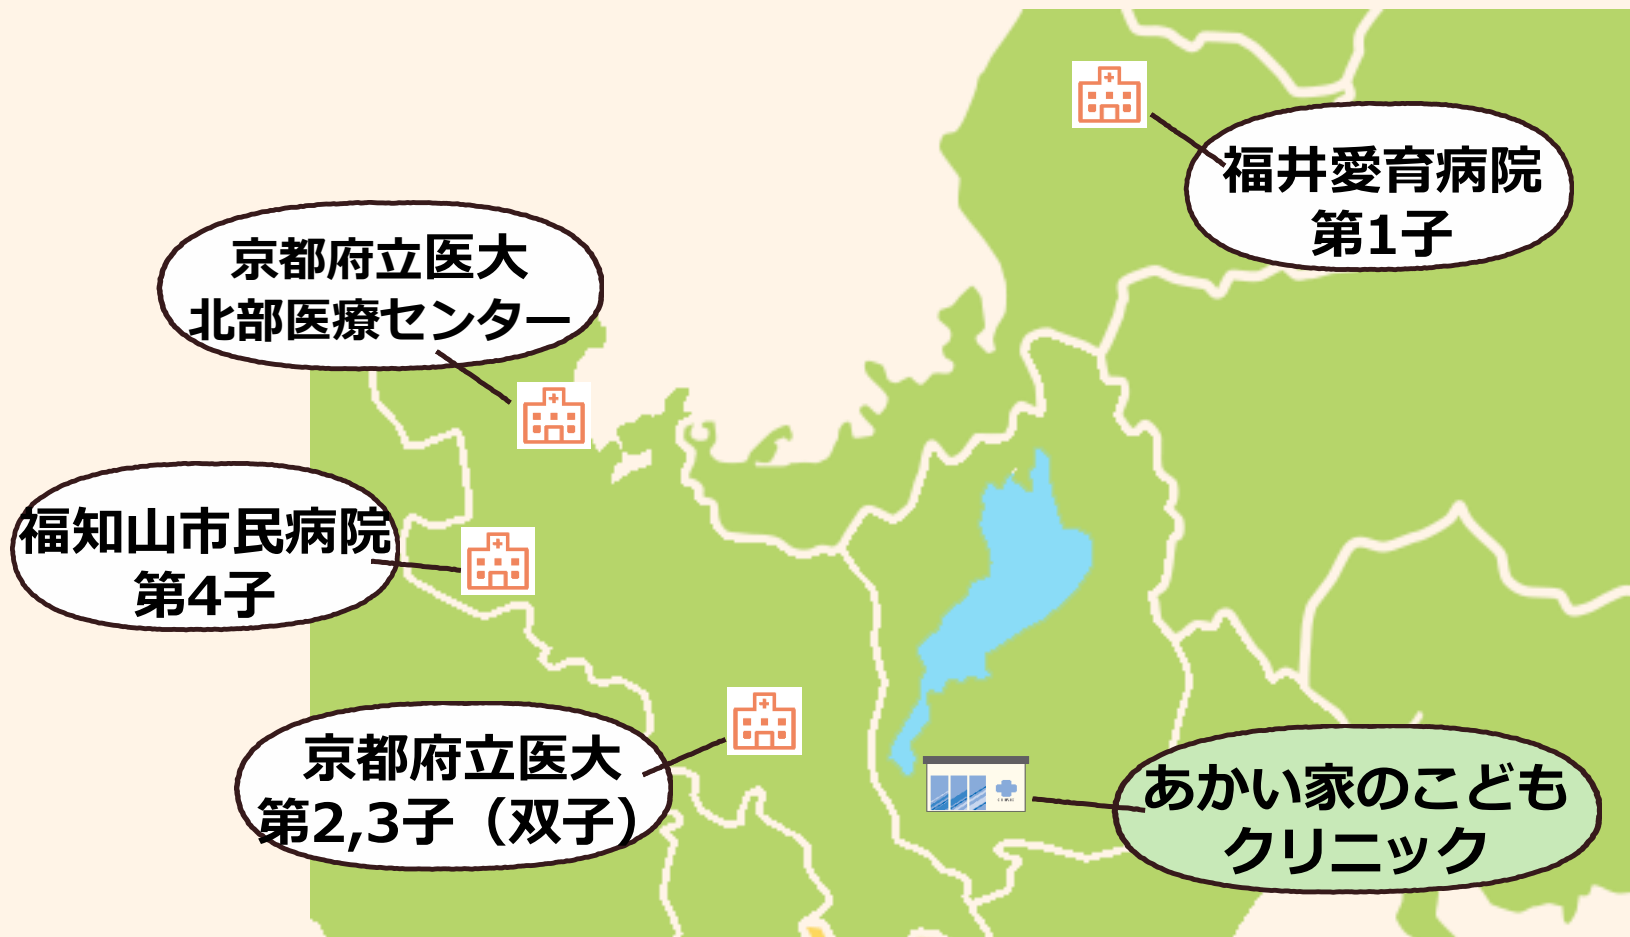 福井愛育病院
第1子
京都府立医大
北部医療センター
福知山市民病院
第4子
京都府立医大
第2,3子（双子）
あかい家のこども
クリニック